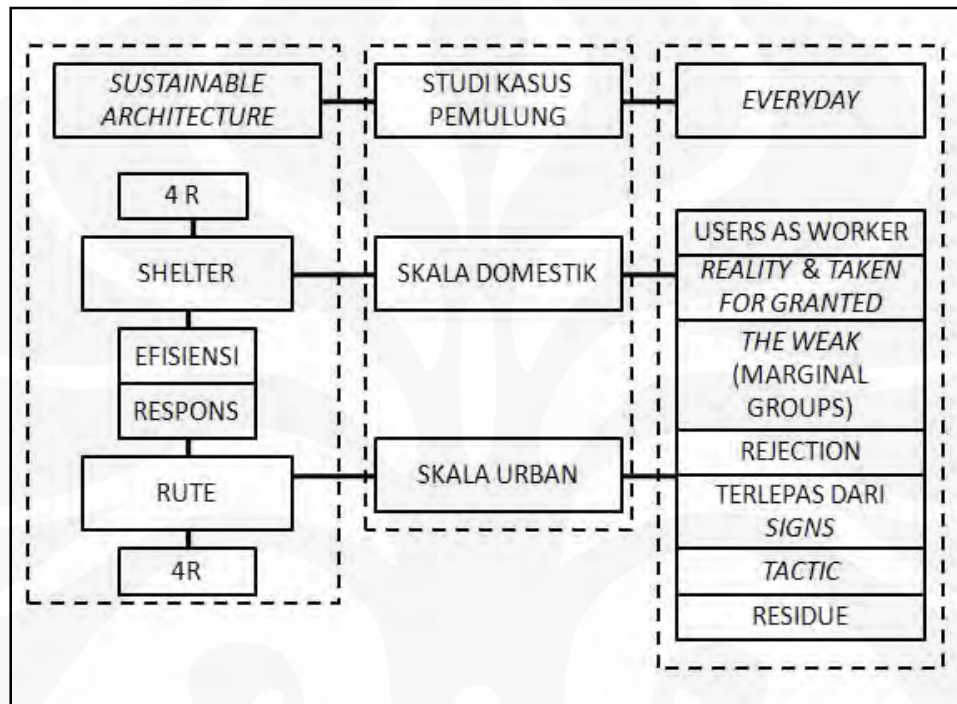 SUSTAINABLE
ARCHITECTURE
4 R
SHELTER
EFISIENSI
RESPONS
RUTE
4R
STUDI KASUS
PEMULUNG
SKALA DOMESTIK
SKALA URBAN
EVERYDAY
USERS AS WORKER
REALITY & TAKEN
FOR GRANTED
THE WEAK
(MARGINAL
GROUPS)
REJECTION
TERLEPAS DARI
SIGNS
TACTIC
RESIDUE